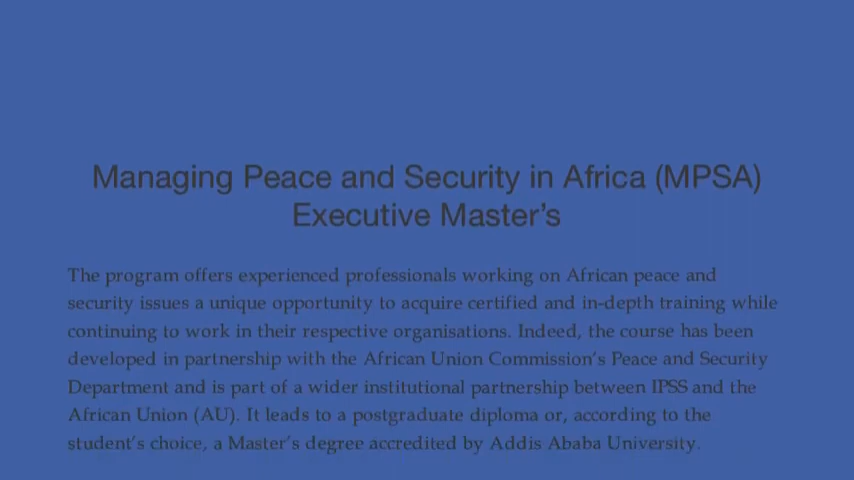 Managing Peace and Security in Africa (MPSA)
Executive Master’s
The program offers experienced professionals working on African peace and
security issues a unique opportunity to acquire certified and in-depth training while
continuing to work in their respective organisations. Indeed, the course has been
developed in partnership with the African Union Commission’s Peace and Security
Department and is part of a wider institutional partnership between IPSS and the
African Union (AU). It leads to a postgraduate diploma or, according to the
student’s choice, a Master’s degree accredited by Addis Ababa University.